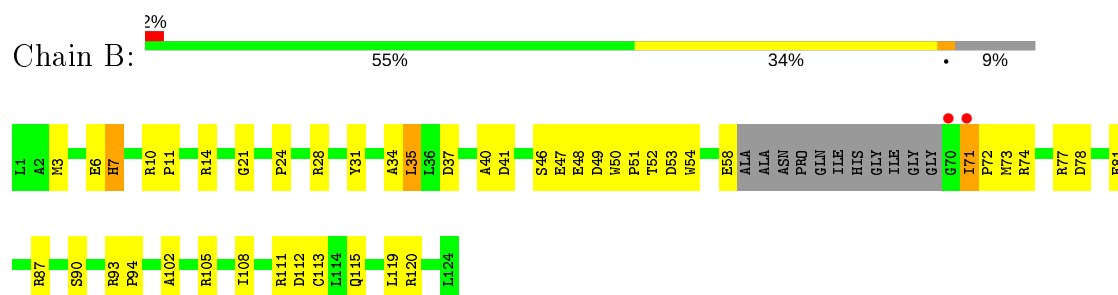 2%
Chain B:
55% 34% • 9%
L1 A2 M3 E6 H7 R10 P11 R14 G21 P24 R28 Y31 A34 L35 L36 D37 A40 D41 S46 E47 E48 D49 W50 P51 T52 D53 W54 E58 ALA ALA ASN PRO GLN ILE HIS GLY ILE GLY GLY G70 I71 P72 M73 R74 R77 D78
R87 S90 R93 P94 A102 R105 I108 R111 D112 C113 L114 Q115 L119 R120 L124